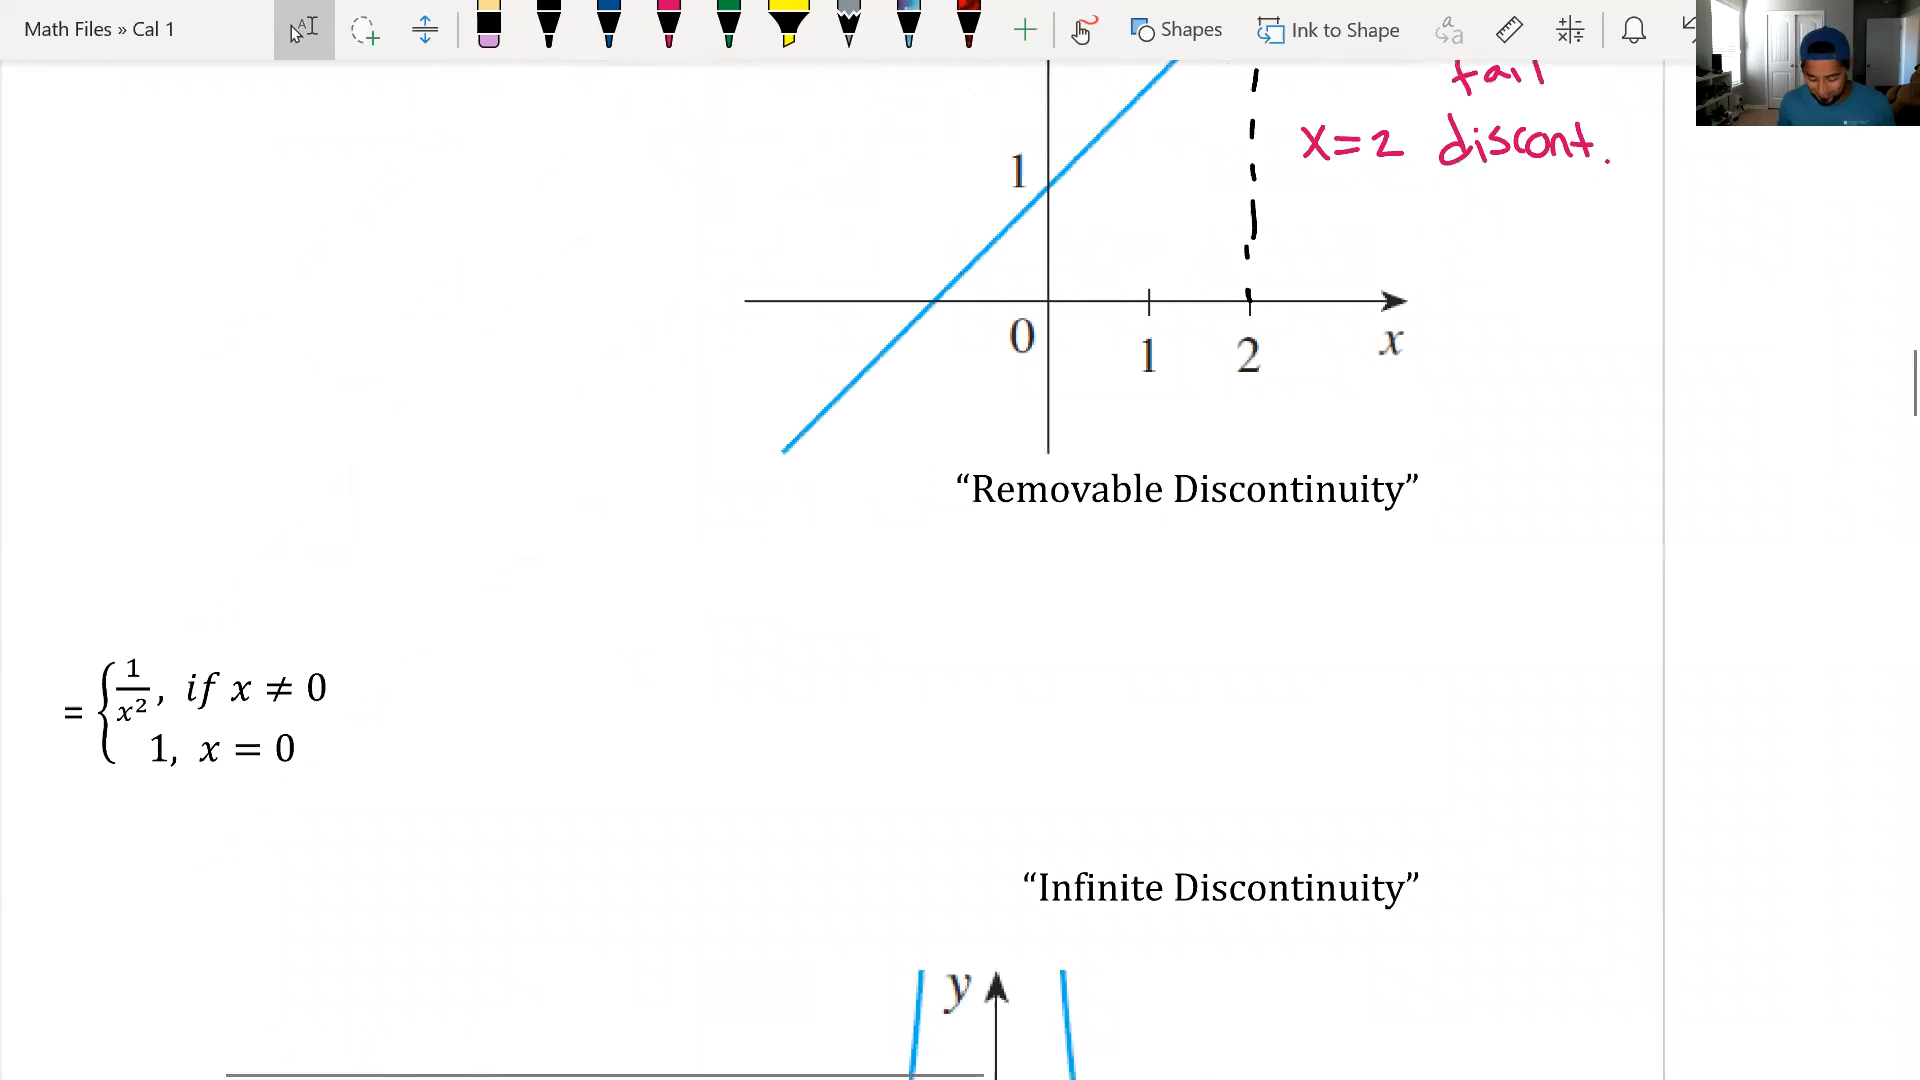 Math Files » Cal 1
Shapes
Ink to Shape
fail
x=2 discont.
1
0
1
2
x
“Removable Discontinuity”
= { 1/x², if x ≠ 0
1, x = 0
“Infinite Discontinuity”
y